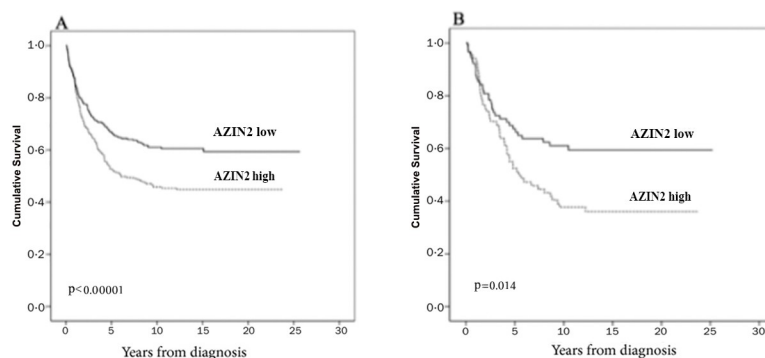 A
1·0
0·8
0·6
0·4
0·2
0·0
Cumulative Survival
AZIN2 low
AZIN2 high
p<0.00001
0 5 10 15 20 25 30
Years from diagnosis
B
1·0
0·8
0·6
0·4
0·2
0·0
Cumulative Survival
AZIN2 low
AZIN2 high
p=0.014
0 5 10 15 20 25 30
Years from diagnosis